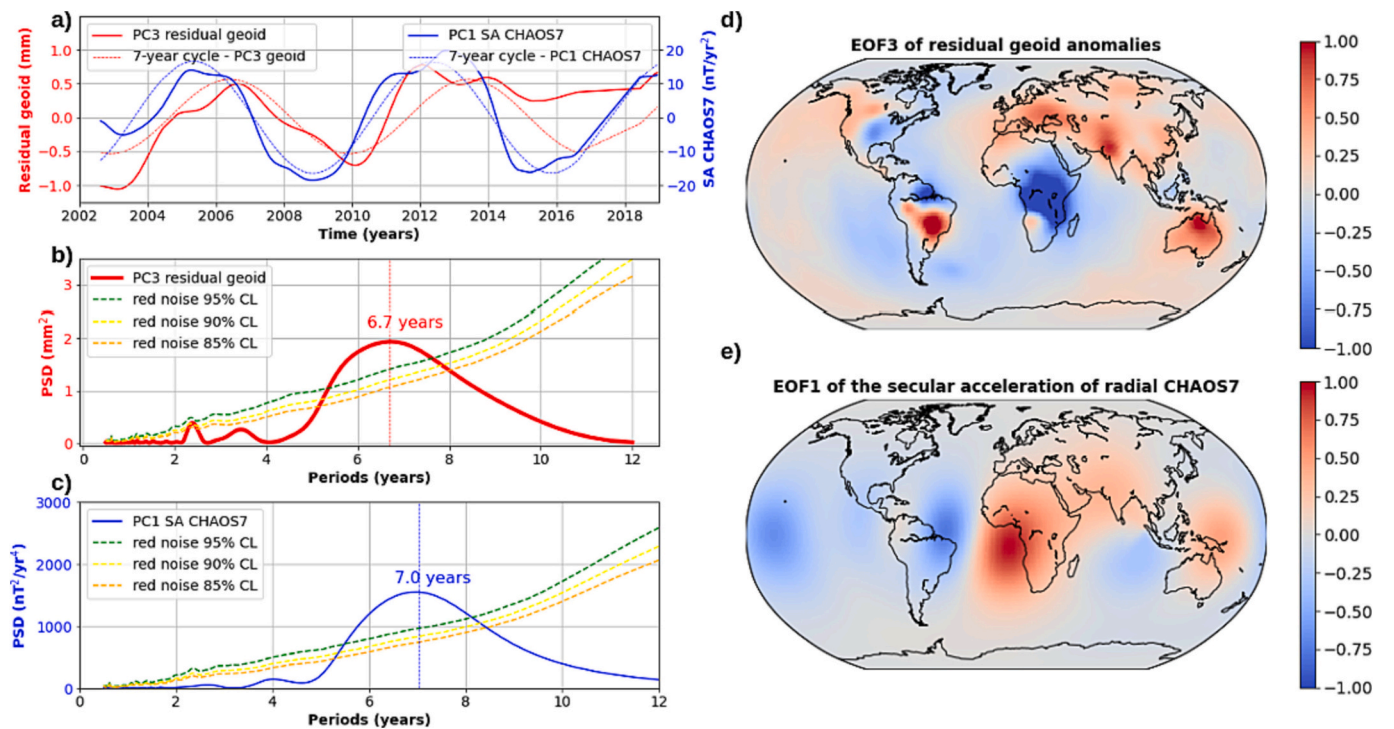 a)
PC3 residual geoid
7-year cycle - PC3 geoid
PC1 SA CHAOS7
7-year cycle - PC1 CHAOS7
Residual geoid (mm)
1.0
0.5
0.0
−0.5
−1.0
20
10
0
−10
−20
SA CHAOS7 (nT/yr²)
2002 2004 2006 2008 2010 2012 2014 2016 2018
Time (years)
b)
PC3 residual geoid
red noise 95% CL
red noise 90% CL
red noise 85% CL
6.7 years
PSD (mm²)
3
2
1
0
0 2 4 6 8 10 12
Periods (years)
c)
PC1 SA CHAOS7
red noise 95% CL
red noise 90% CL
red noise 85% CL
7.0 years
PSD (nT²/yr⁴)
3000
2000
1000
0
0 2 4 6 8 10 12
Periods (years)
d)
EOF3 of residual geoid anomalies
1.00
0.75
0.50
0.25
0.00
−0.25
−0.50
−0.75
−1.00
e)
EOF1 of the secular acceleration of radial CHAOS7
1.00
0.75
0.50
0.25
0.00
−0.25
−0.50
−0.75
−1.00